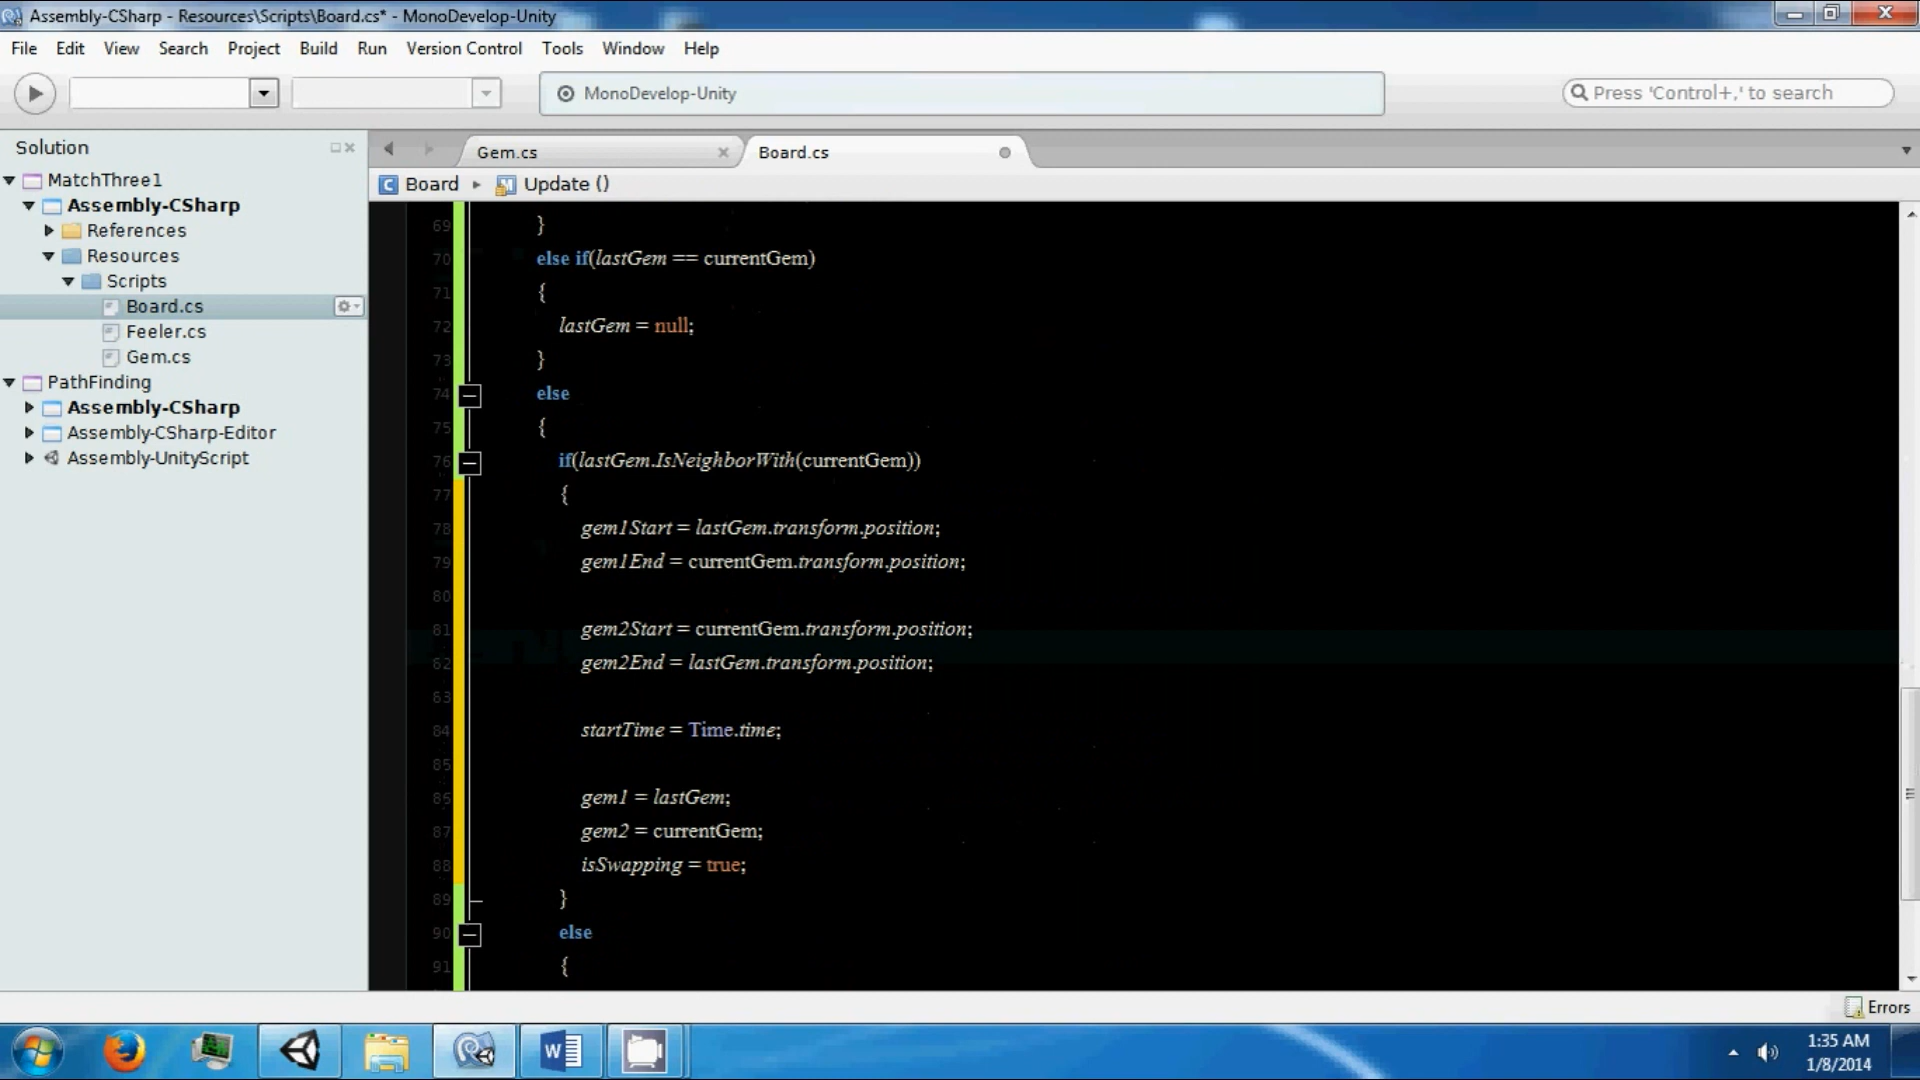 Assembly-CSharp - Resources\Scripts\Board.cs* - MonoDevelop-Unity
File Edit View Search Project Build Run Version Control Tools Window Help
MonoDevelop-Unity
Press 'Control+,' to search
Solution
MatchThree1
Assembly-CSharp
References
Resources
Scripts
Board.cs
Feeler.cs
Gem.cs
PathFinding
Assembly-CSharp
Assembly-CSharp-Editor
Assembly-UnityScript
Gem.cs
Board.cs
Board Update ()
69 }
70 else if(lastGem == currentGem)
71 {
72 lastGem = null;
73 }
74 else
75 {
76 if(lastGem.IsNeighborWith(currentGem))
77 {
78 gem1Start = lastGem.transform.position;
79 gem1End = currentGem.transform.position;
80
81 gem2Start = currentGem.transform.position;
82 gem2End = lastGem.transform.position;
83
84 startTime = Time.time;
85
86 gem1 = lastGem;
87 gem2 = currentGem;
88 isSwapping = true;
89 }
90 else
91 {
Errors
1:35 AM
1/8/2014